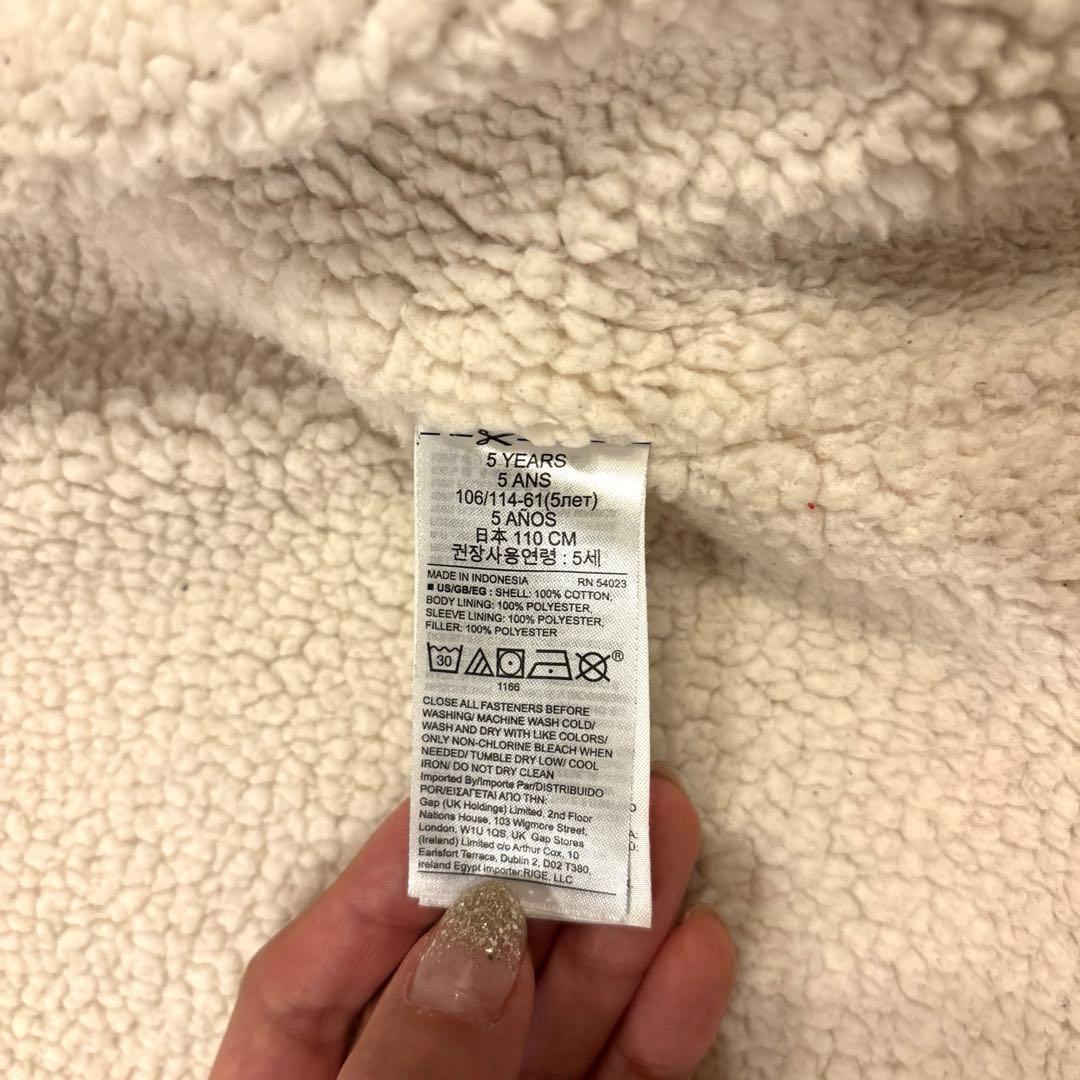 5 YEARS
5 ANS
106/114-61(5лет)
5 AÑOS
日本 110 CM
권장사용연령 : 5세
MADE IN INDONESIA RN 54023
■ US/GB/EG : SHELL: 100% COTTON,
BODY LINING: 100% POLYESTER,
SLEEVE LINING: 100% POLYESTER,
FILLER: 100% POLYESTER
30 ®
1166
CLOSE ALL FASTENERS BEFORE
WASHING/ MACHINE WASH COLD/
WASH AND DRY WITH LIKE COLORS/
ONLY NON-CHLORINE BLEACH WHEN
NEEDED/ TUMBLE DRY LOW/ COOL
IRON/ DO NOT DRY CLEAN
Imported By/Importe Par/DISTRIBUIDO
POR/ΕΙΣΑΓΕΤΑΙ ΑΠΟ ΤΗΝ:
Gap (UK Holdings) Limited, 2nd Floor
Nations House, 103 Wigmore Street,
London, W1U 1QS, UK Gap Stores
(Ireland) Limited c/o Arthur Cox, 10
Earlsfort Terrace, Dublin 2, D02 T380,
Ireland Egypt importer:RIGE, LLC